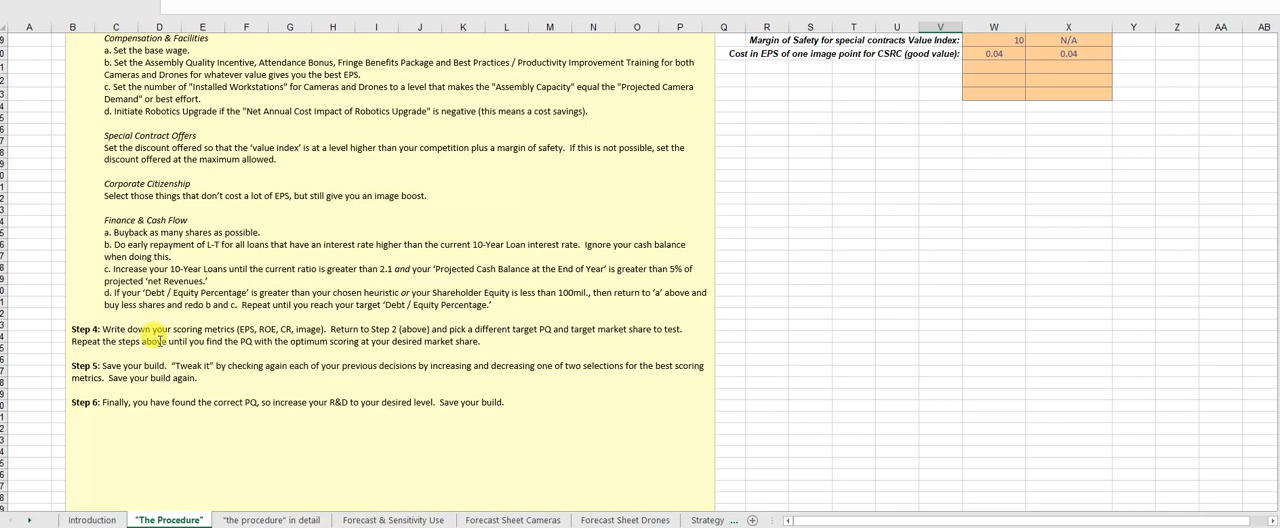 A B C D E F G H I J K L M N O P Q R S T U V W X Y Z AA AB
Compensation & Facilities
a. Set the base wage.
b. Set the Assembly Quality Incentive, Attendance Bonus, Fringe Benefits Package and Best Practices / Productivity Improvement Training for both
Cameras and Drones for whatever value gives you the best EPS.
c. Set the number of "Installed Workstations" for Cameras and Drones to a level that makes the "Assembly Capacity" equal the "Projected Camera
Demand" or best effort.
d. Initiate Robotics Upgrade if the "Net Annual Cost Impact of Robotics Upgrade" is negative (this means a cost savings).
Special Contract Offers
Set the discount offered so that the ‘value index’ is at a level higher than your competition plus a margin of safety. If this is not possible, set the
discount offered at the maximum allowed.
Corporate Citizenship
Select those things that don’t cost a lot of EPS, but still give you an image boost.
Finance & Cash Flow
a. Buyback as many shares as possible.
b. Do early repayment of L-T for all loans that have an interest rate higher than the current 10-Year Loan interest rate. Ignore your cash balance
when doing this.
c. Increase your 10-Year Loans until the current ratio is greater than 2.1 and your ‘Projected Cash Balance at the End of Year’ is greater than 5% of
projected ‘net Revenues.’
d. If your ‘Debt / Equity Percentage’ is greater than your chosen heuristic or your Shareholder Equity is less than 100mil., then return to ‘a’ above and
buy less shares and redo b and c. Repeat until you reach your target ‘Debt / Equity Percentage.’
Step 4: Write down your scoring metrics (EPS, ROE, CR, image). Return to Step 2 (above) and pick a different target PQ and target market share to test.
Repeat the steps above until you find the PQ with the optimum scoring at your desired market share.
Step 5: Save your build. “Tweak it” by checking again each of your previous decisions by increasing and decreasing one of two selections for the best scoring
metrics. Save your build again.
Step 6: Finally, you have found the correct PQ, so increase your R&D to your desired level. Save your build.
Margin of Safety for special contracts Value Index: 10 N/A
Cost in EPS of one image point for CSRC (good value): 0.04 0.04
Introduction "The Procedure" "the procedure" in detail Forecast & Sensitivity Use Forecast Sheet Cameras Forecast Sheet Drones Strategy ...